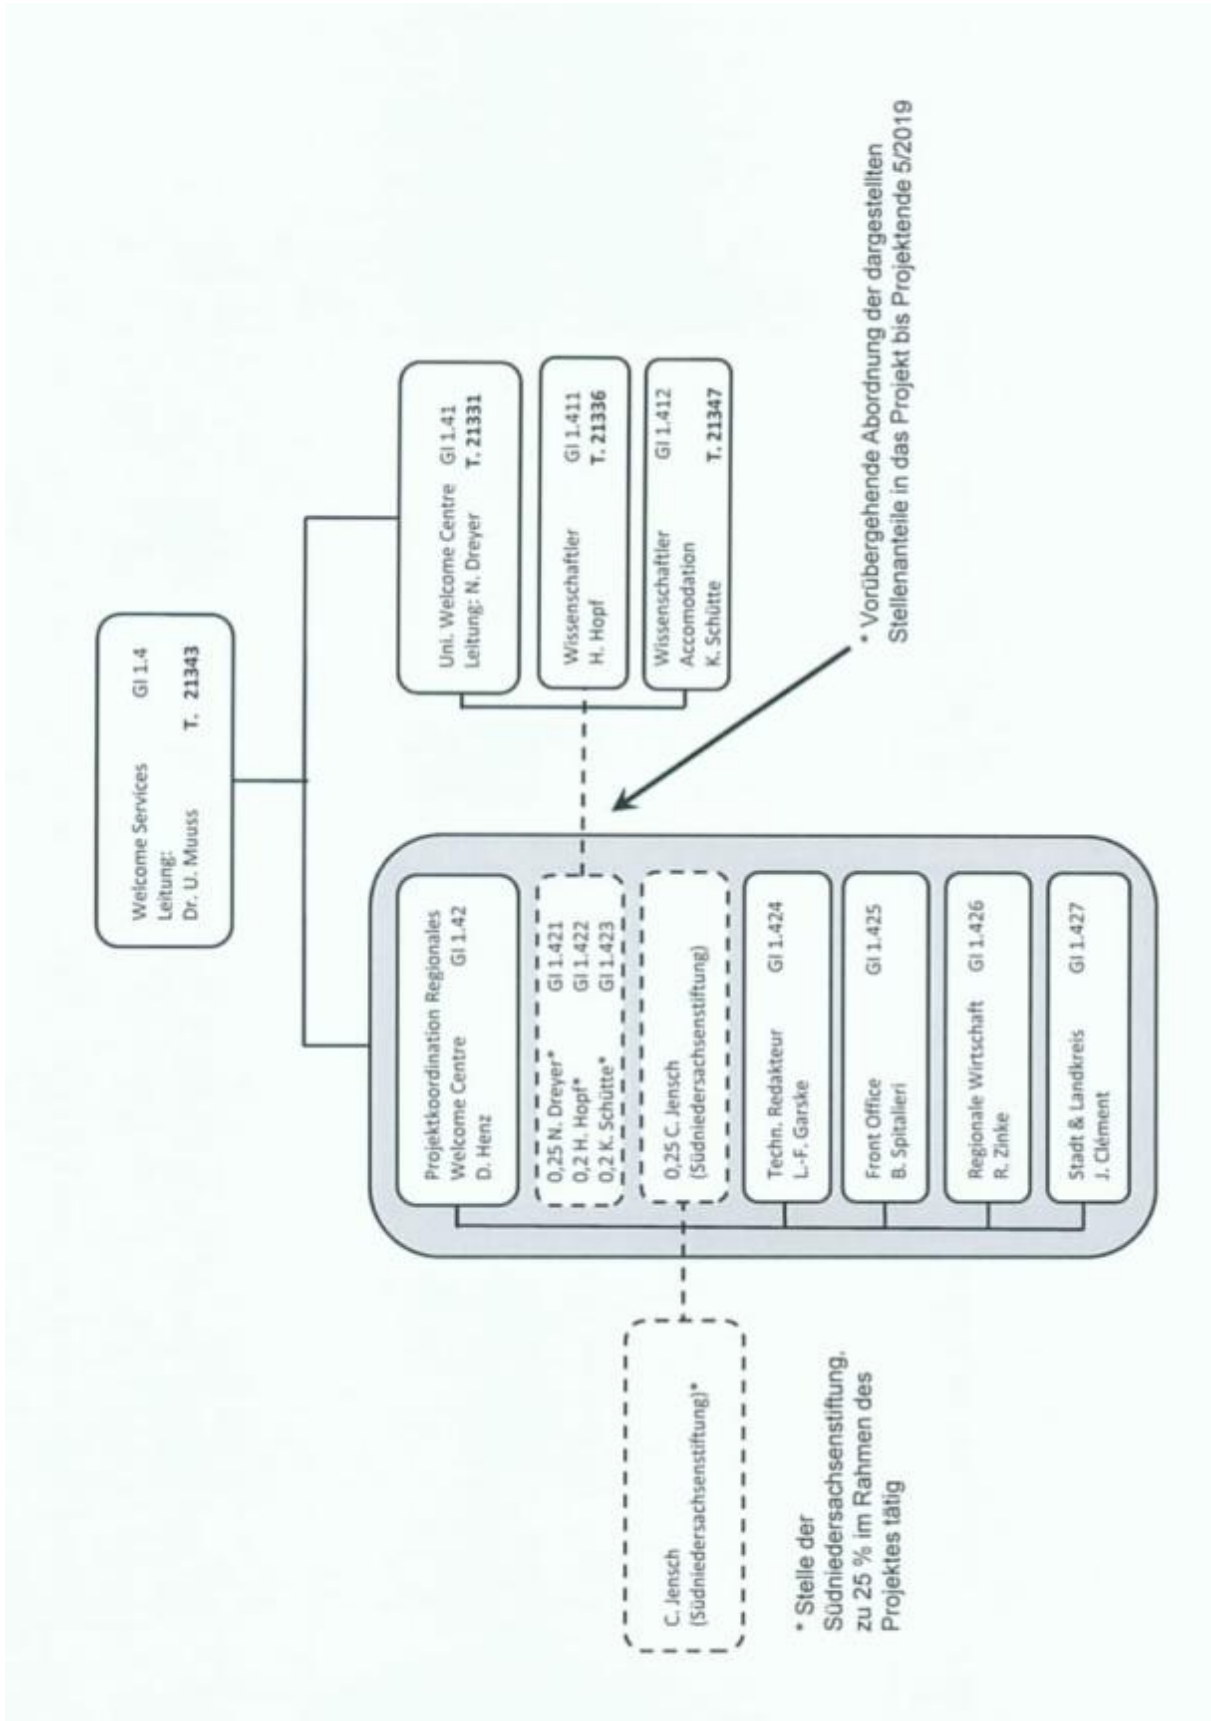 Welcome Services GI 1.4
Leitung:
Dr. U. Muuss T. 21343
Projektkoordination Regionales
Welcome Centre GI 1.42
D. Henz
0,25 N. Dreyer* GI 1.421
0,2 H. Hopf* GI 1.422
0,2 K. Schütte* GI 1.423
0,25 C. Jensch
(Südniedersachsenstiftung)
Techn. Redakteur GI 1.424
L.-F. Garske
Front Office GI 1.425
B. Spitalieri
Regionale Wirtschaft GI 1.426
R. Zinke
Stadt & Landkreis GI 1.427
J. Clément
Uni. Welcome Centre GI 1.41
Leitung: N. Dreyer T. 21331
Wissenschaftler GI 1.411
H. Hopf T. 21336
Wissenschaftler GI 1.412
Accomodation
K. Schütte T. 21347
C. Jensch
(Südniedersachsenstiftung)*
* Stelle der
Südniedersachsenstiftung,
zu 25 % im Rahmen des
Projektes tätig
* Vorübergehende Abordnung der dargestellten
Stellenanteile in das Projekt bis Projektende 5/2019